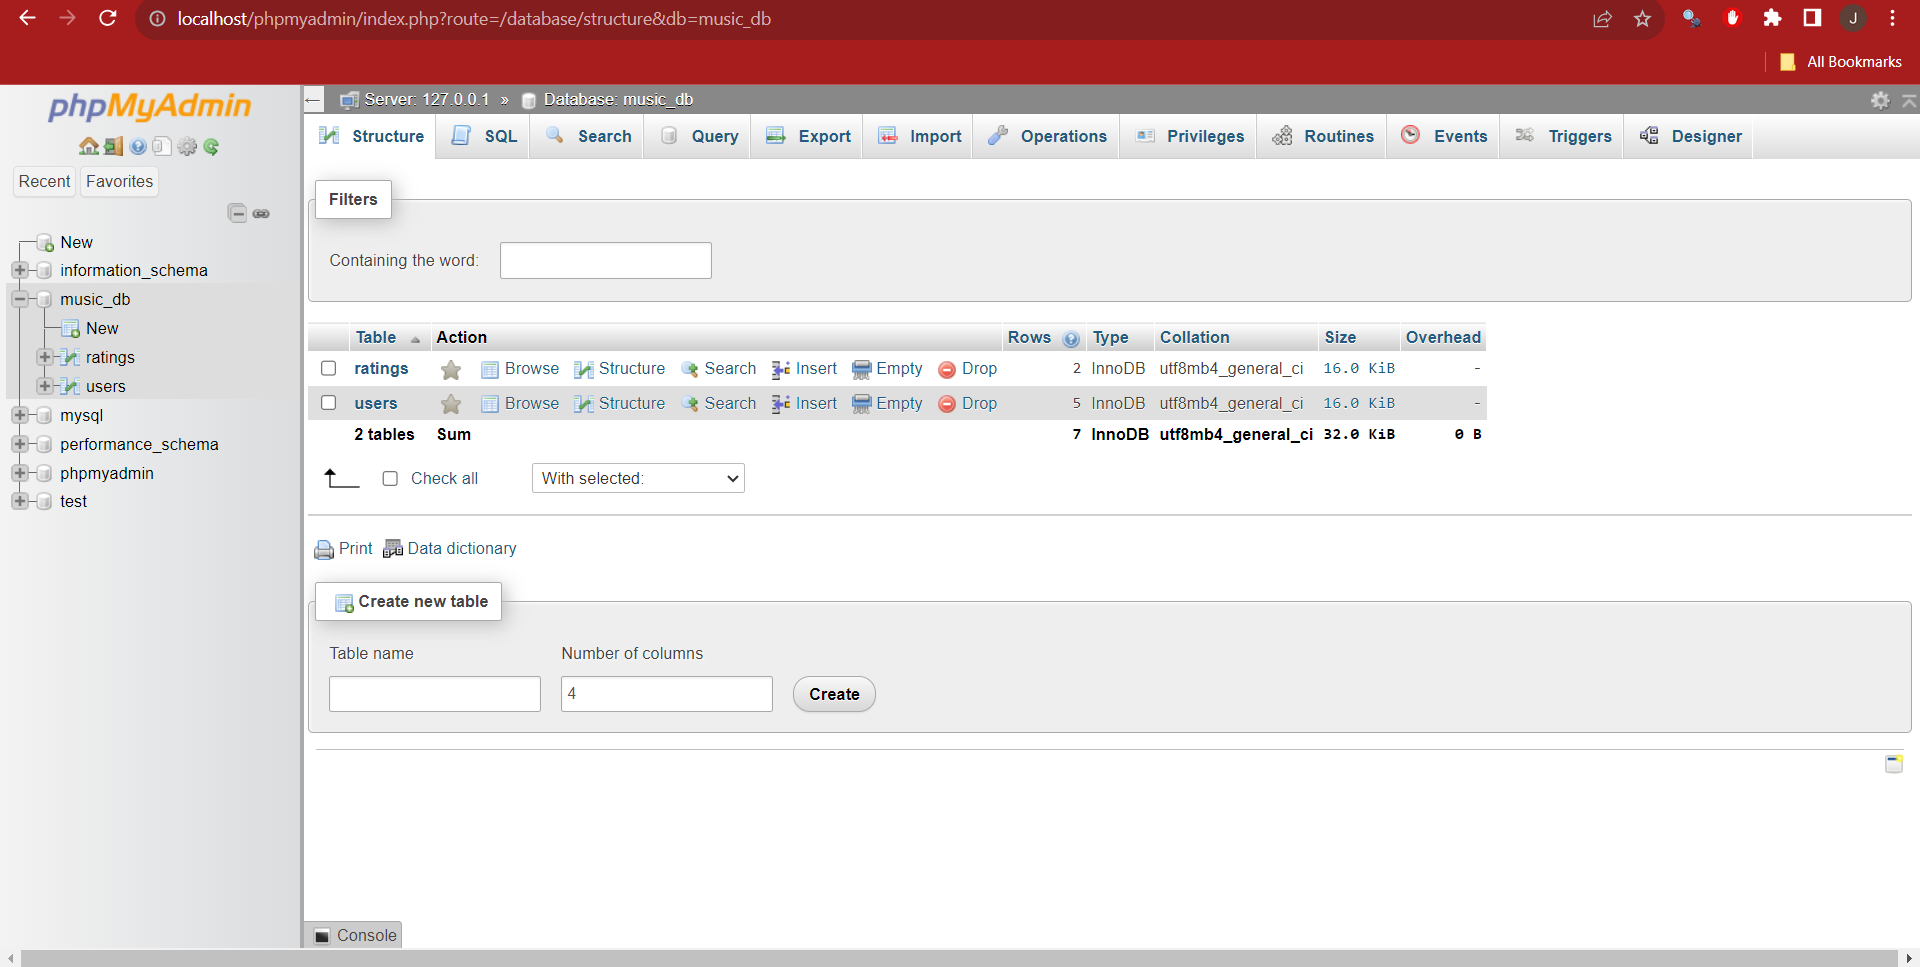 localhost/phpmyadmin/index.php?route=/database/structure&db=music_db
J
All Bookmarks
phpMyAdmin
Recent Favorites
New
information_schema
music_db
New
ratings
users
mysql
performance_schema
phpmyadmin
test
Server: 127.0.0.1 » Database: music_db
Structure SQL Search Query Export Import Operations Privileges Routines Events Triggers Designer
Filters
Containing the word:
Table Action Rows Type Collation Size Overhead
ratings Browse Structure Search Insert Empty Drop 2 InnoDB utf8mb4_general_ci 16.0 KiB -
users Browse Structure Search Insert Empty Drop 5 InnoDB utf8mb4_general_ci 16.0 KiB -
2 tables Sum 7 InnoDB utf8mb4_general_ci 32.0 KiB 0 B
Check all With selected:
Print Data dictionary
Create new table
Table name Number of columns
4 Create
Console